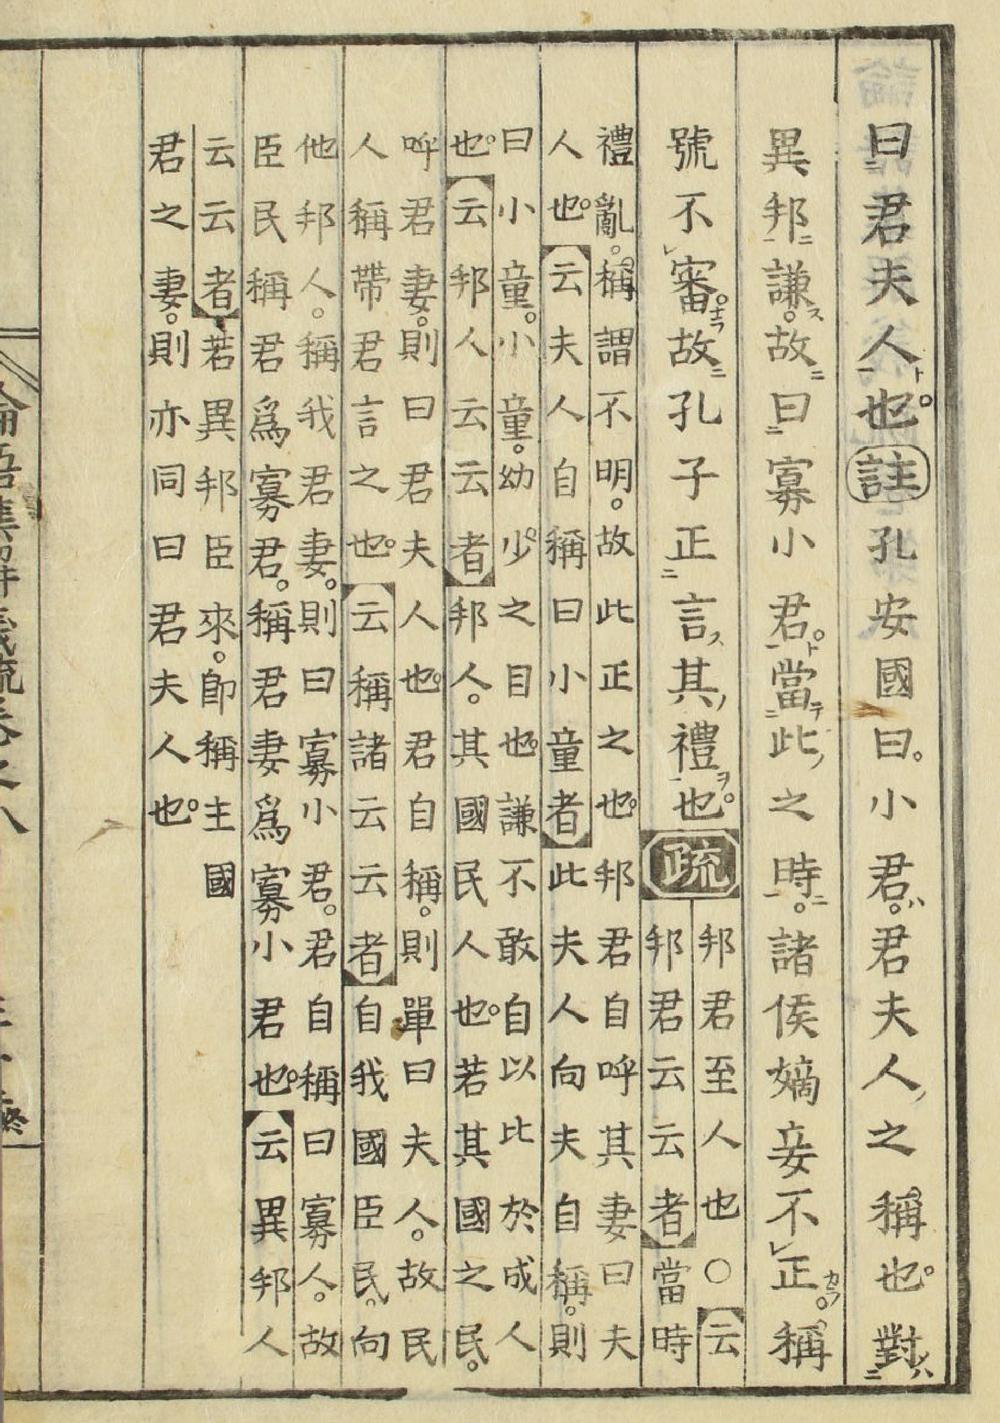 曰君夫人也註孔安國曰小君君夫人之稱也對
異邦謙故曰寡小君當此之時諸侯嫡妾不正稱
號不審故孔子正言其禮也疏
邦君至人也○云
邦君云云者當時
禮亂稱謂不明故此正之也邦君自呼其妻曰夫
人也云夫人自稱曰小童者此夫人向夫自稱則
曰小童小童幼少之目也謙不敢自以比於成人
也云邦人云云者邦人其國民人也若其國之民
呼君妻則曰君夫人也君自稱則單曰夫人故民
人稱帶君言之也云稱諸云云者自我國臣民向
他邦人稱我君妻則曰寡小君君自稱曰寡人故
臣民稱君爲寡君稱君妻爲寡小君也云異邦人
云云者若異邦臣來卽稱主國
君之妻則亦同曰君夫人也